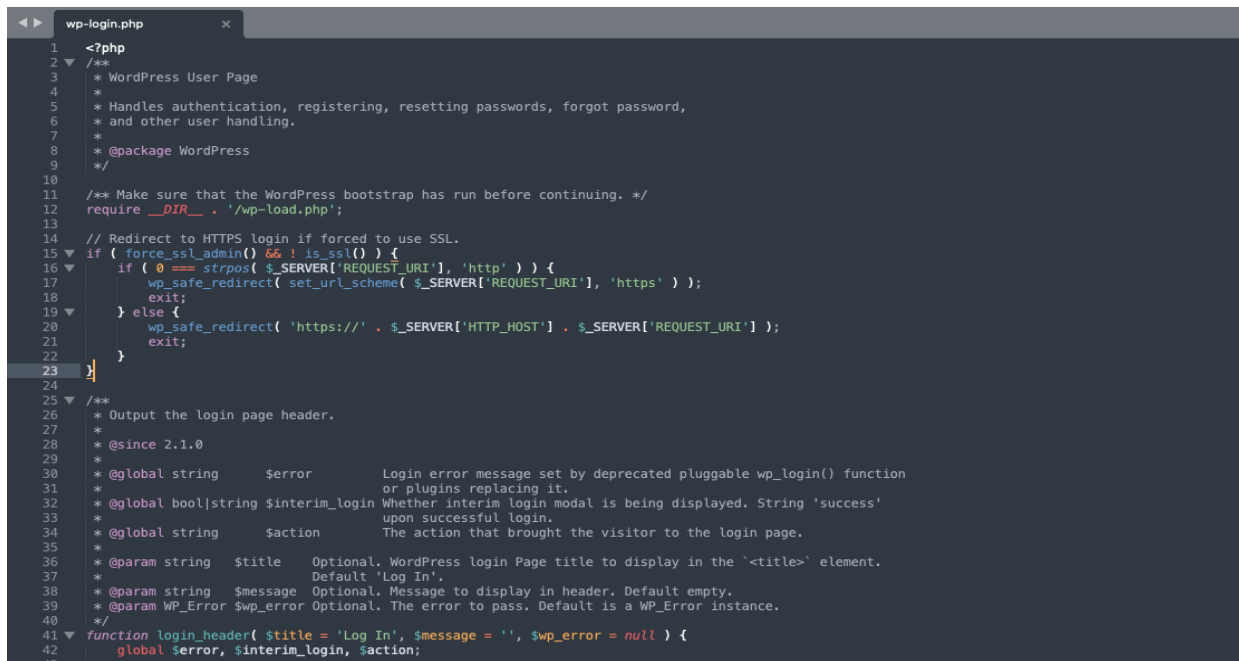 wp-login.php ×
1 <?php
2 /**
3  * WordPress User Page
4  *
5  * Handles authentication, registering, resetting passwords, forgot password,
6  * and other user handling.
7  *
8  * @package WordPress
9  */
10
11 /** Make sure that the WordPress bootstrap has run before continuing. */
12 require __DIR__ . '/wp-load.php';
13
14 // Redirect to HTTPS login if forced to use SSL.
15 if ( force_ssl_admin() && ! is_ssl() ) {
16     if ( 0 === strpos( $_SERVER['REQUEST_URI'], 'http' ) ) {
17         wp_safe_redirect( set_url_scheme( $_SERVER['REQUEST_URI'], 'https' ) );
18         exit;
19     } else {
20         wp_safe_redirect( 'https://' . $_SERVER['HTTP_HOST'] . $_SERVER['REQUEST_URI'] );
21         exit;
22     }
23 }
24
25 /**
26  * Output the login page header.
27  *
28  * @since 2.1.0
29  *
30  * @global string      $error         Login error message set by deprecated pluggable wp_login() function
31  *                                    or plugins replacing it.
32  * @global bool|string $interim_login Whether interim login modal is being displayed. String 'success'
33  *                                    upon successful login.
34  * @global string      $action        The action that brought the visitor to the login page.
35  *
36  * @param string   $title    Optional. WordPress login Page title to display in the `<title>` element.
37  *                           Default 'Log In'.
38  * @param string   $message  Optional. Message to display in header. Default empty.
39  * @param WP_Error $wp_error Optional. The error to pass. Default is a WP_Error instance.
40  */
41 function login_header( $title = 'Log In', $message = '', $wp_error = null ) {
42     global $error, $interim_login, $action;